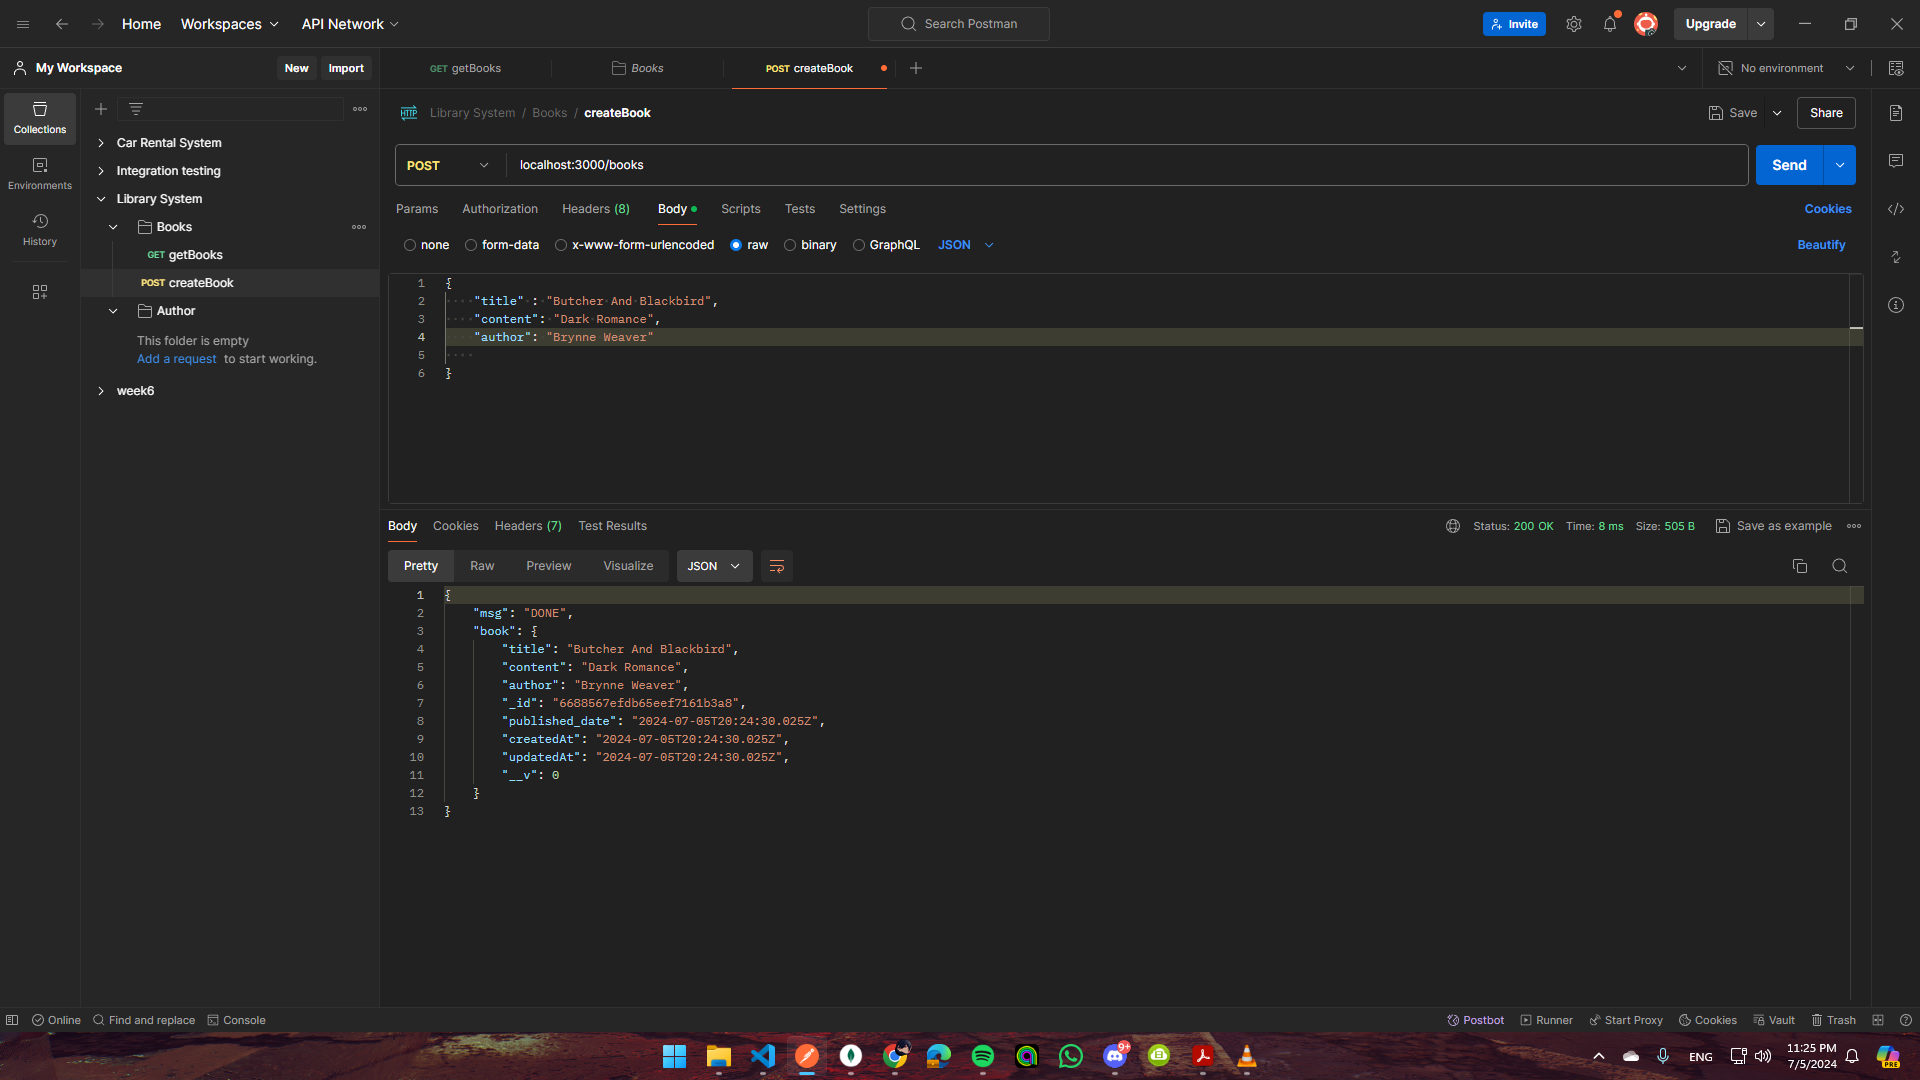 Home Workspaces API Network Search Postman Invite Upgrade
My Workspace New Import GET getBooks Books POST createBook No environment
Collections
Environments
History
Car Rental System
Integration testing
Library System
Books
GET getBooks
POST createBook
Author
This folder is empty
Add a request to start working.
week6
HTTP Library System / Books / createBook Save Share
POST localhost:3000/books Send
Params Authorization Headers (8) Body Scripts Tests Settings Cookies
none form-data x-www-form-urlencoded raw binary GraphQL JSON Beautify
1 {
2 "title" : "Butcher And Blackbird",
3 "content": "Dark Romance",
4 "author": "Brynne Weaver"
5
6 }
Body Cookies Headers (7) Test Results Status: 200 OK Time: 8 ms Size: 505 B Save as example
Pretty Raw Preview Visualize JSON
1 {
2 "msg": "DONE",
3 "book": {
4 "title": "Butcher And Blackbird",
5 "content": "Dark Romance",
6 "author": "Brynne Weaver",
7 "_id": "6688567efdb65eef7161b3a8",
8 "published_date": "2024-07-05T20:24:30.025Z",
9 "createdAt": "2024-07-05T20:24:30.025Z",
10 "updatedAt": "2024-07-05T20:24:30.025Z",
11 "__v": 0
12 }
13 }
Online Find and replace Console Postbot Runner Start Proxy Cookies Vault Trash
9+ ENG 11:25 PM PRE
7/5/2024